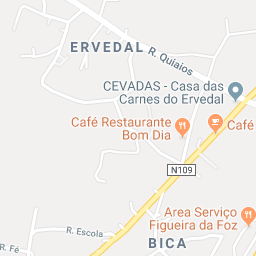 ERVEDAL
R. Quiaios
CEVADAS - Casa das
Carnes do Ervedal
Café Restaurante
Bom Dia
Café
N109
Area Serviço
Figueira da Foz
R. Escola
R. Fé
BICA